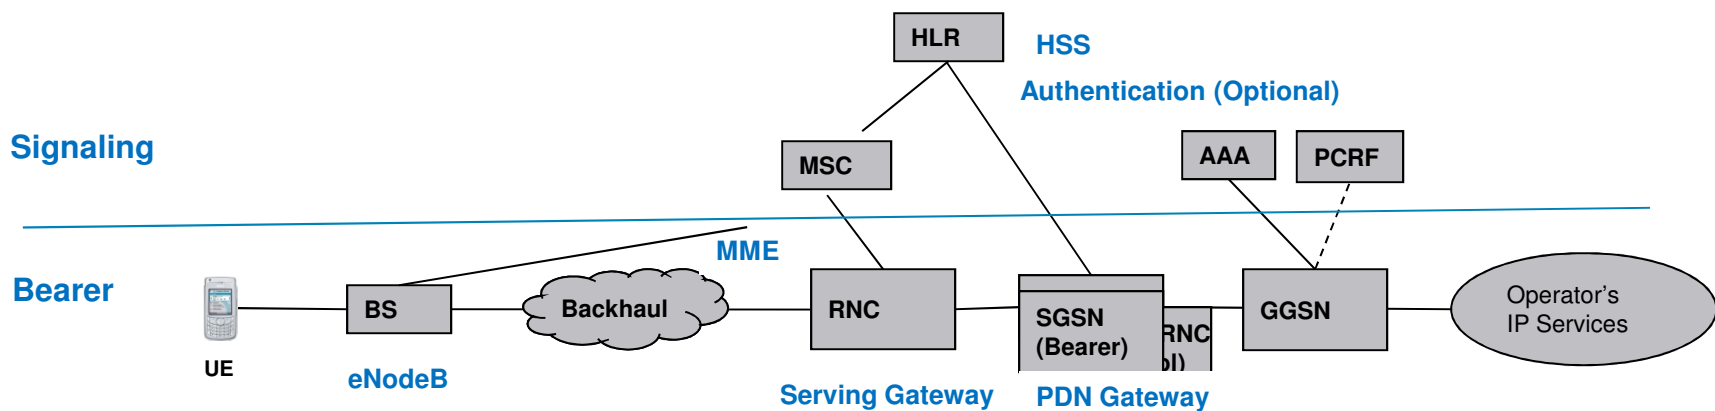 HLR
HSS
Authentication (Optional)
Signaling
MSC
AAA
PCRF
MME
Bearer
BS
Backhaul
RNC
SGSN
(Bearer)
RNC
GGSN
Operator's
IP Services
UE
eNodeB
Serving Gateway
PDN Gateway